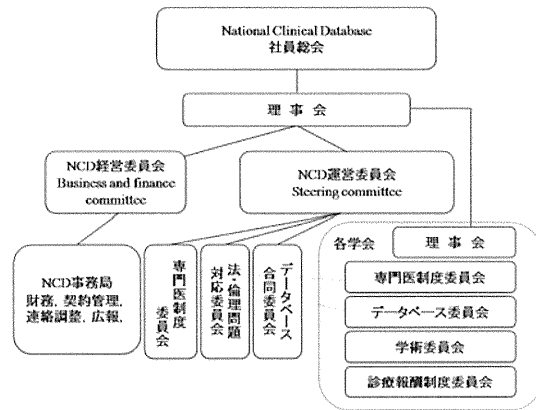 National Clinical Database
社員総会
理 事 会
NCD経営委員会
Business and finance
committee
NCD運営委員会
Steering committee
NCD事務局
財務, 契約管理,
連絡調整, 広報,
専門医制度
委員会
法・倫理問題
対応委員会
データベース
合同委員会
各学会
理 事 会
専門医制度委員会
データベース委員会
学術委員会
診療報酬制度委員会